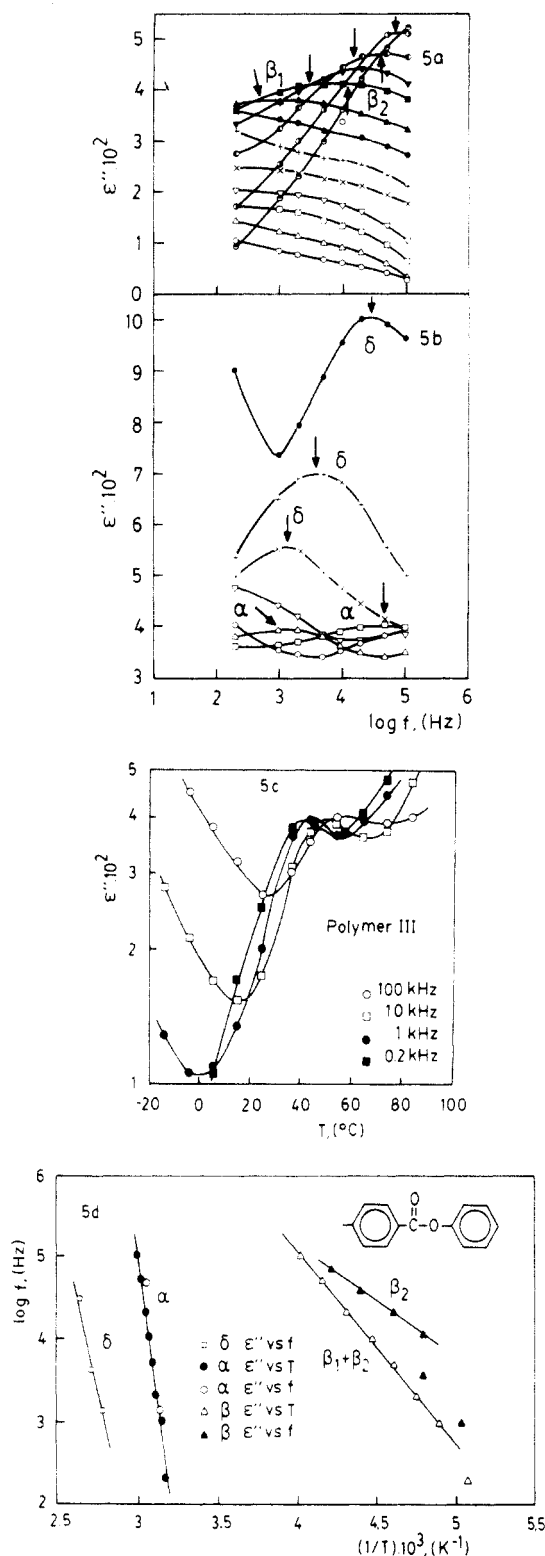 5
5a
β1
4
β2
3
ε".10²
2
1
0
10
δ
5b
9
8
ε".10²
7
δ
6
δ
5
α
α
4
3
1 2 3 4 5 6
log f, (Hz)
5
5c
4
3
ε".10²
2
Polymer III
100 kHz
10 kHz
1 kHz
0.2 kHz
1
-20 0 20 40 60 80 100
T, (°C)
6
5d
O
C
O
5
log f, (Hz)
α
β2
δ
4
δ ε" vs f
α ε" vs T
α ε" vs f
β ε" vs T
β ε" vs f
β1+β2
3
2
2.5 3 3.5 4 4.5 5 5.5
(1/T).10³, (K⁻¹)